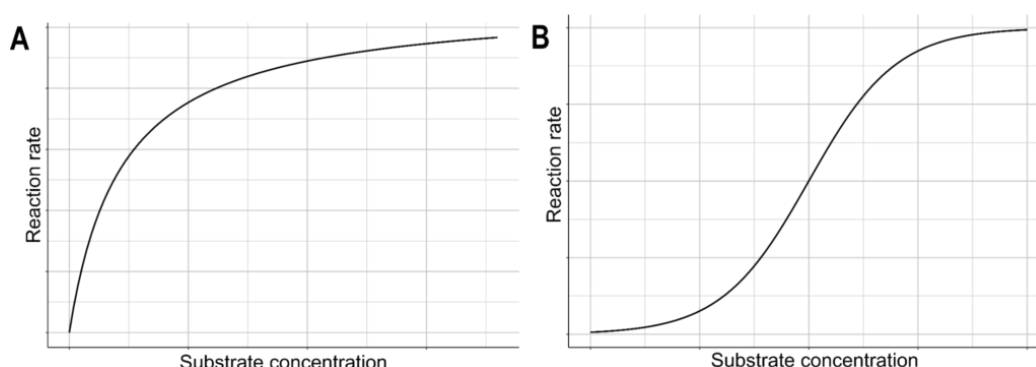 A
Reaction rate
Substrate concentration
B
Reaction rate
Substrate concentration